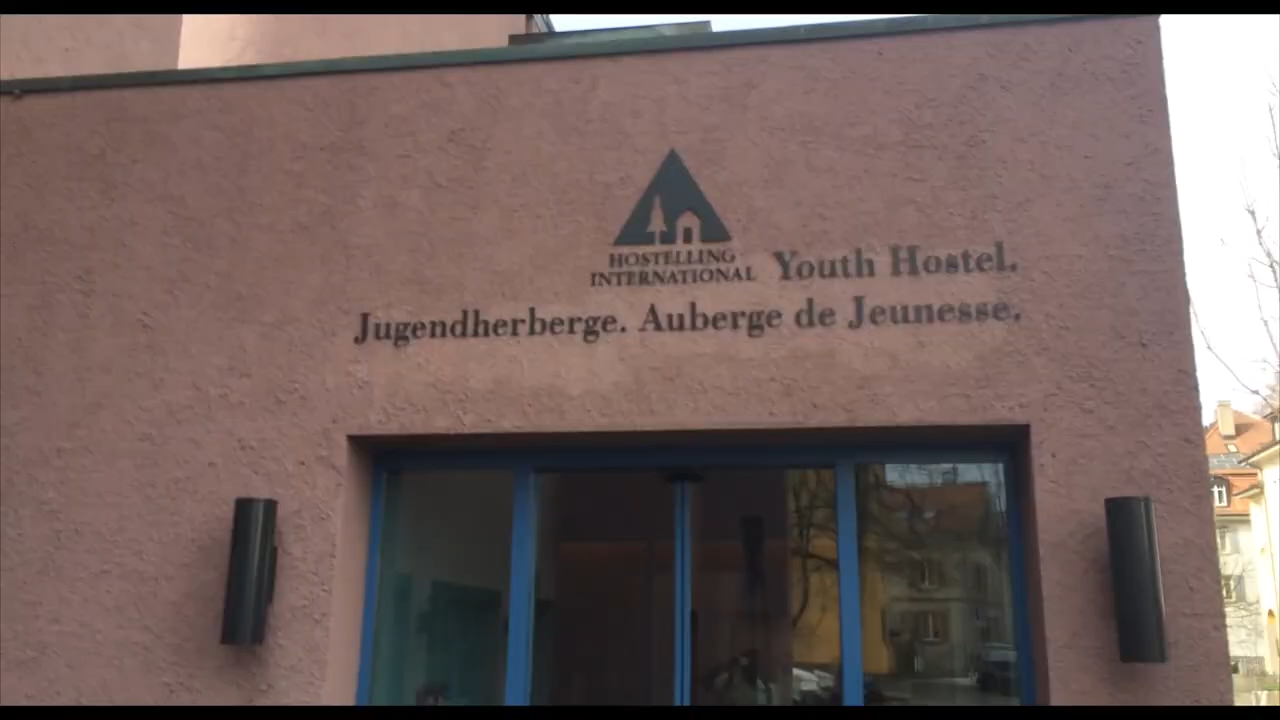 HOSTELLING
INTERNATIONAL Youth Hostel.
Jugendherberge. Auberge de Jeunesse.